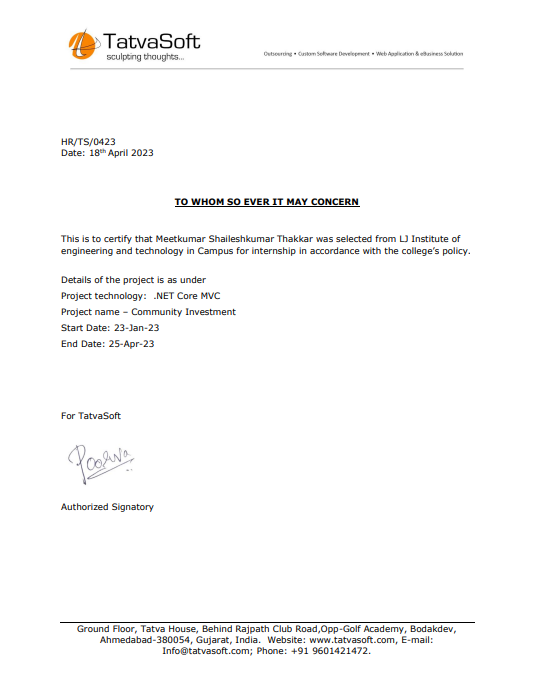 TatvaSoft
sculpting thoughts...
Outsourcing • Custom Software Development • Web Application & eBusiness Solution
HR/TS/0423
Date: 18th April 2023
TO WHOM SO EVER IT MAY CONCERN
This is to certify that Meetkumar Shaileshkumar Thakkar was selected from LJ Institute of
engineering and technology in Campus for internship in accordance with the college's policy.
Details of the project is as under
Project technology: .NET Core MVC
Project name – Community Investment
Start Date: 23-Jan-23
End Date: 25-Apr-23
For TatvaSoft
Poorva
Authorized Signatory
Ground Floor, Tatva House, Behind Rajpath Club Road,Opp-Golf Academy, Bodakdev,
Ahmedabad-380054, Gujarat, India. Website: www.tatvasoft.com, E-mail:
Info@tatvasoft.com; Phone: +91 9601421472.